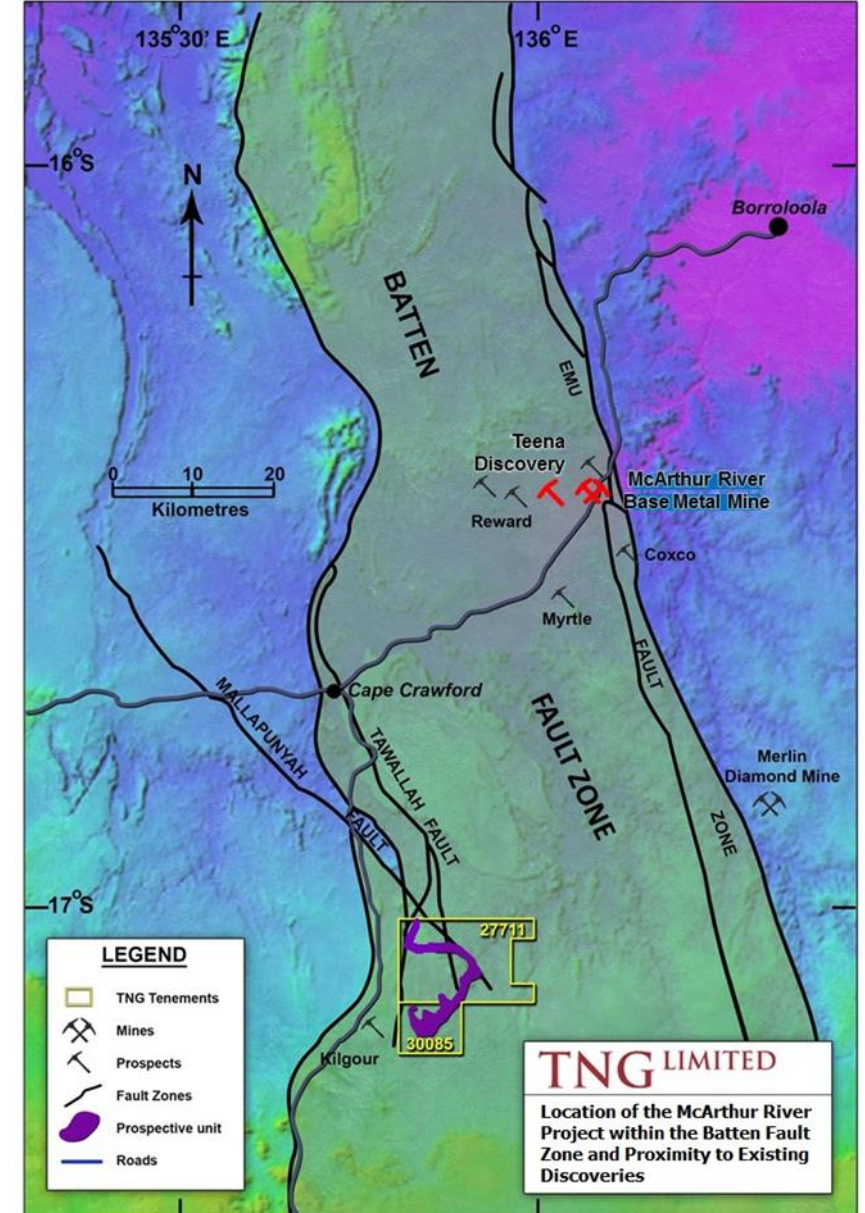 135°30' E
136°E
16°S
N
Borroloola
BATTEN
EMU
0 10 20
Kilometres
Teena
Discovery
McArthur River
Base Metal Mine
Reward
Coxco
Myrtle
FAULT
Cape Crawford
MALLAPUNYAH
FAULT
TAWALLAH FAULT
FAULT ZONE
Merlin
Diamond Mine
ZONE
17°S
27711
30085
Kilgour
LEGEND
TNG Tenements
Mines
Prospects
Fault Zones
Prospective unit
Roads
TNG LIMITED
Location of the McArthur River
Project within the Batten Fault
Zone and Proximity to Existing
Discoveries